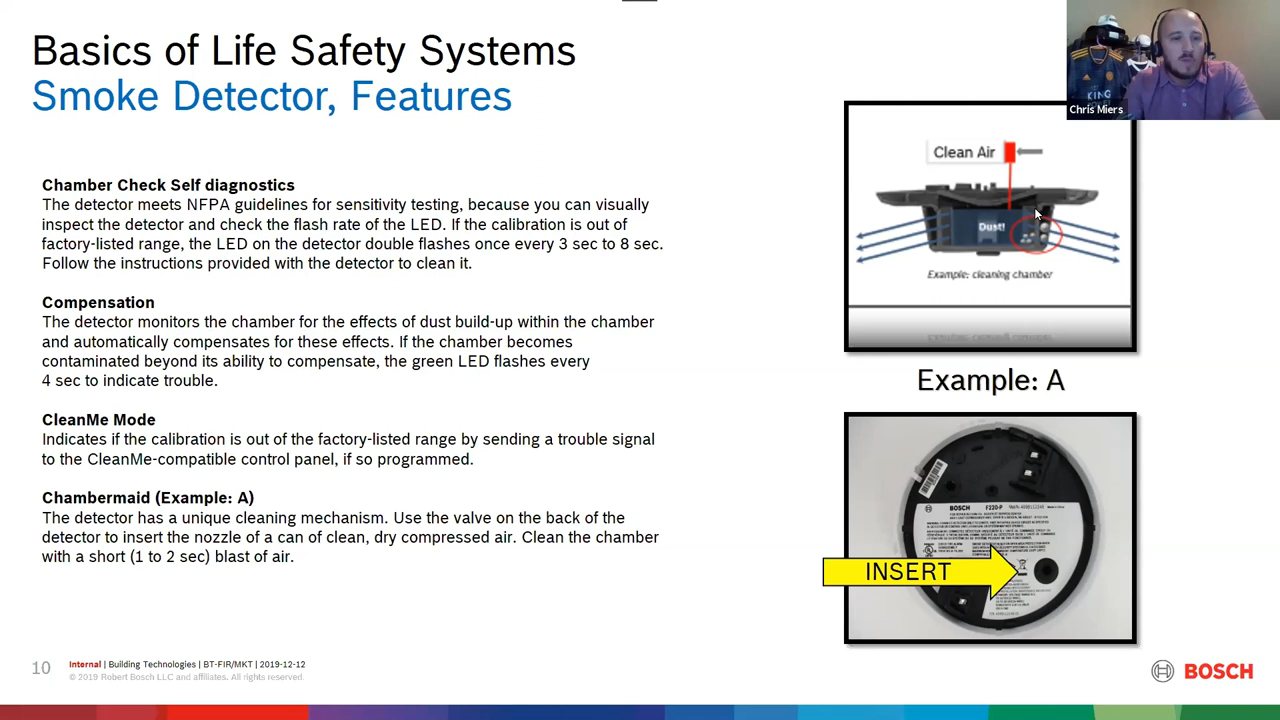 Basics of Life Safety Systems
Smoke Detector, Features
KING
Chris Miers
Chamber Check Self diagnostics
The detector meets NFPA guidelines for sensitivity testing, because you can visually
inspect the detector and check the flash rate of the LED. If the calibration is out of
factory-listed range, the LED on the detector double flashes once every 3 sec to 8 sec.
Follow the instructions provided with the detector to clean it.
Compensation
The detector monitors the chamber for the effects of dust build-up within the chamber
and automatically compensates for these effects. If the chamber becomes
contaminated beyond its ability to compensate, the green LED flashes every
4 sec to indicate trouble.
CleanMe Mode
Indicates if the calibration is out of the factory-listed range by sending a trouble signal
to the CleanMe-compatible control panel, if so programmed.
Chambermaid (Example: A)
The detector has a unique cleaning mechanism. Use the valve on the back of the
detector to insert the nozzle of a can of clean, dry compressed air. Clean the chamber
with a short (1 to 2 sec) blast of air.
Clean Air
Dust!
Example: cleaning chamber
Example: A
BOSCH F220-P
INSERT
10
Internal | Building Technologies | BT-FIR/MKT | 2019-12-12
© 2019 Robert Bosch LLC and affiliates. All rights reserved.
BOSCH